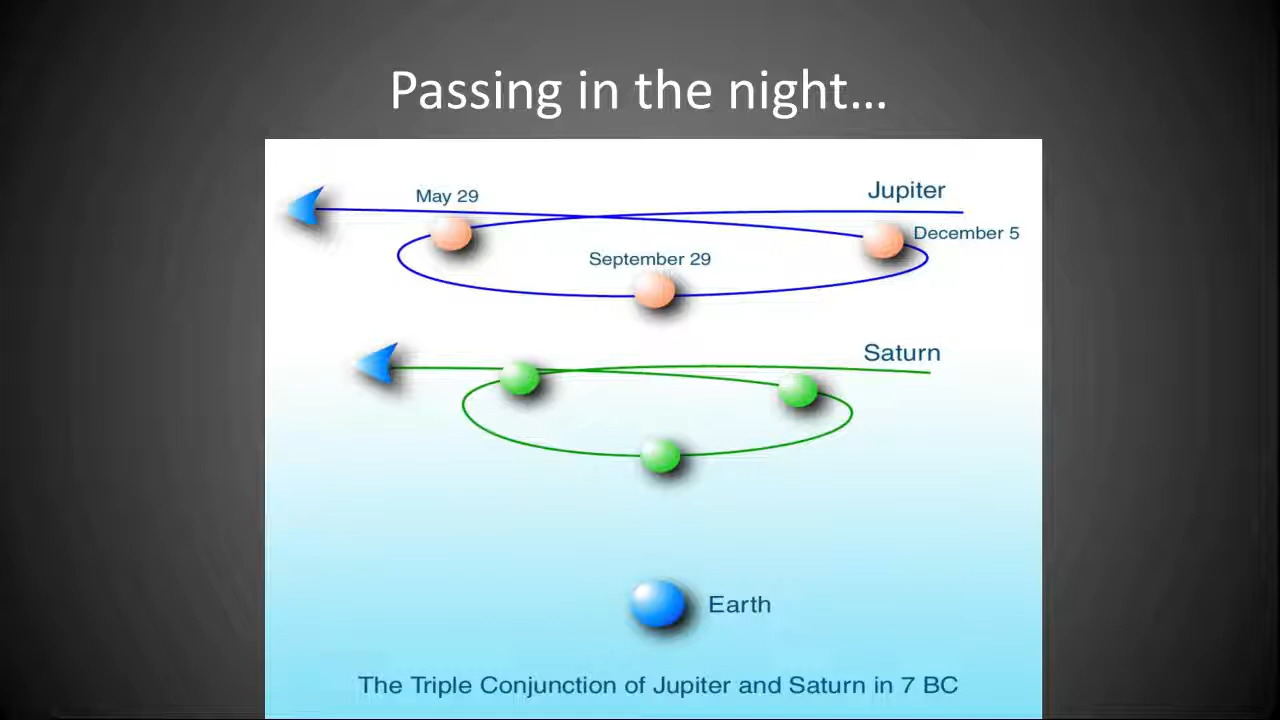 Passing in the night...
May 29
Jupiter
December 5
September 29
Saturn
Earth
The Triple Conjunction of Jupiter and Saturn in 7 BC